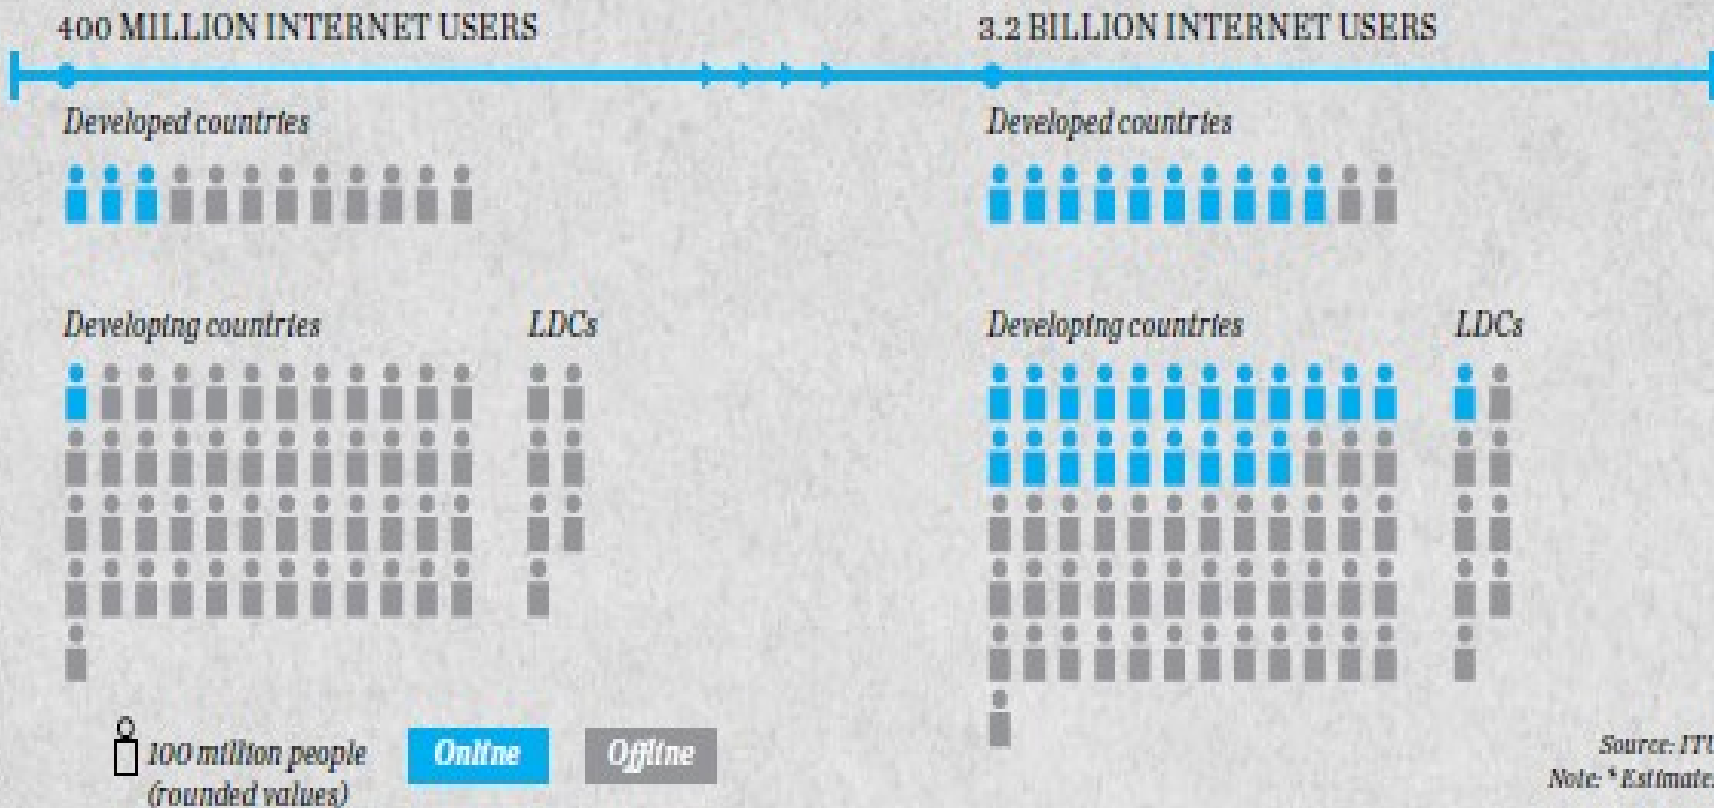 400 MILLION INTERNET USERS
3.2 BILLION INTERNET USERS
Developed countries
Developed countries
Developing countries
LDCs
Developing countries
LDCs
100 million people
(rounded values)
Online
Offline
Source: ITU
Note: * Estimate